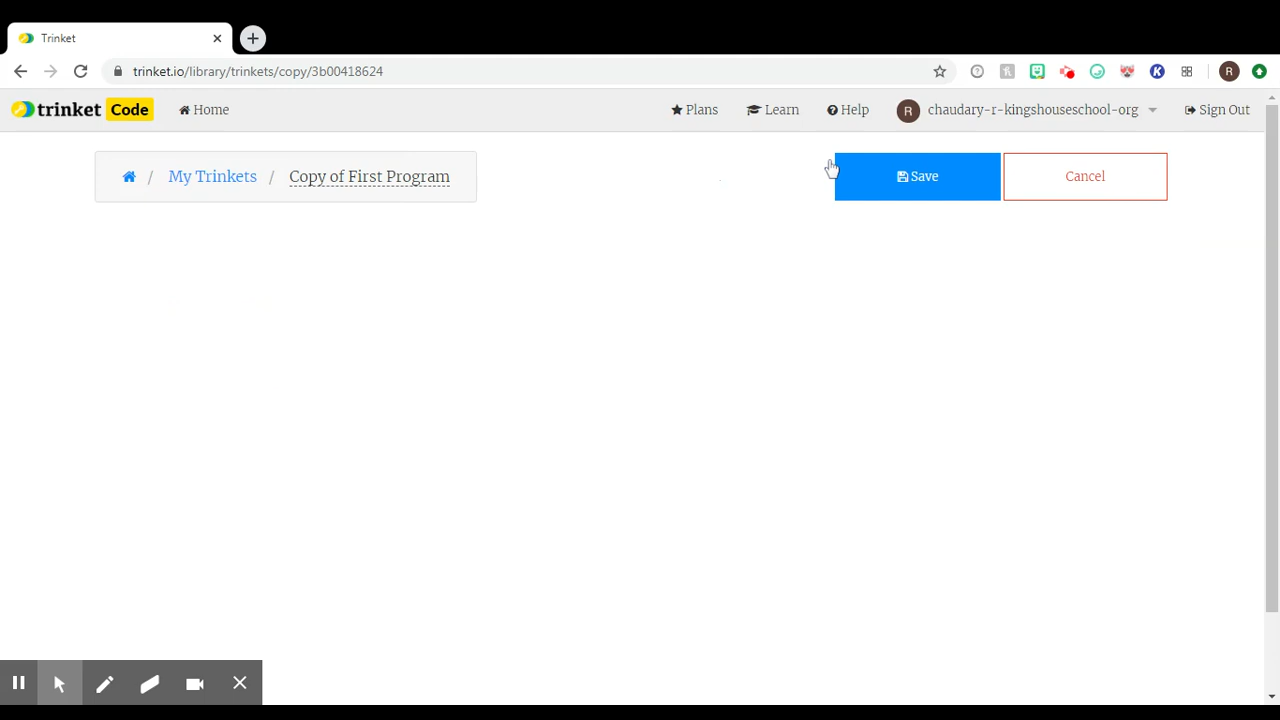 Trinket
trinket.io/library/trinkets/copy/3b00418624
R
trinket Code Home Plans Learn Help R chaudary-r-kingshouseschool-org Sign Out
/ My Trinkets / Copy of First Program Save Cancel